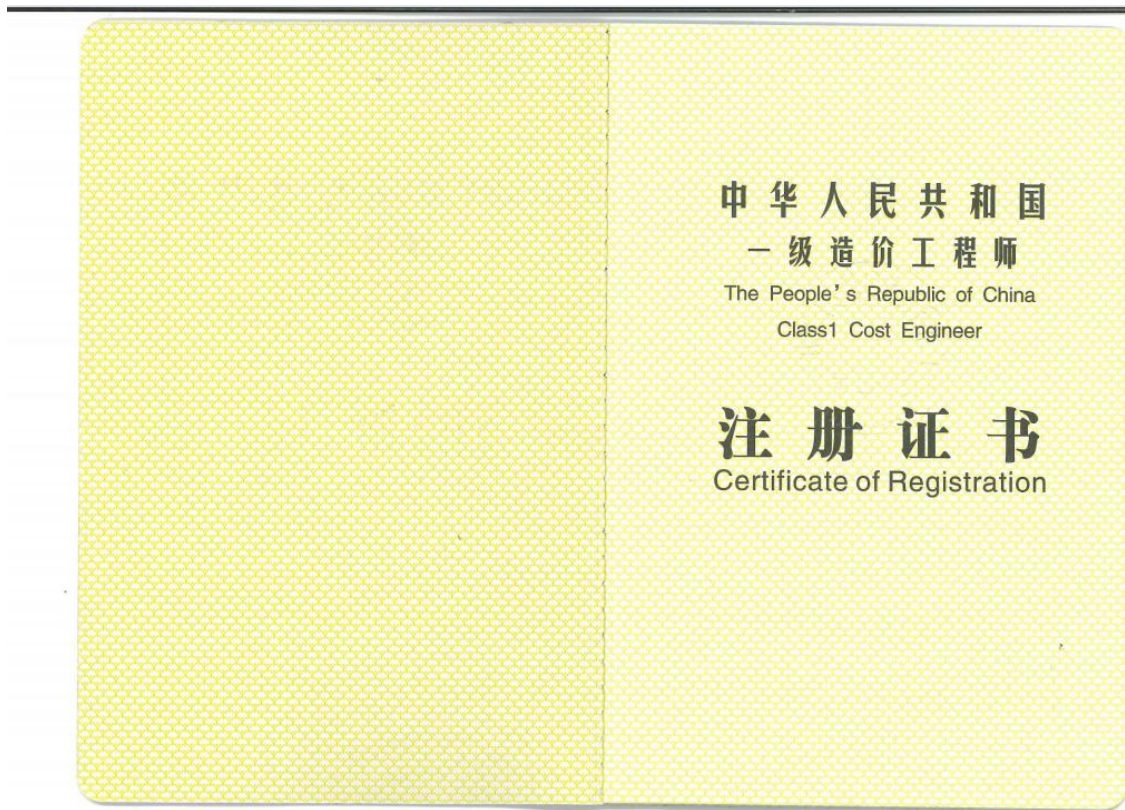 中华人民共和国
一级造价工程师
The People's Republic of China
Class1 Cost Engineer
注册证书
Certificate of Registration